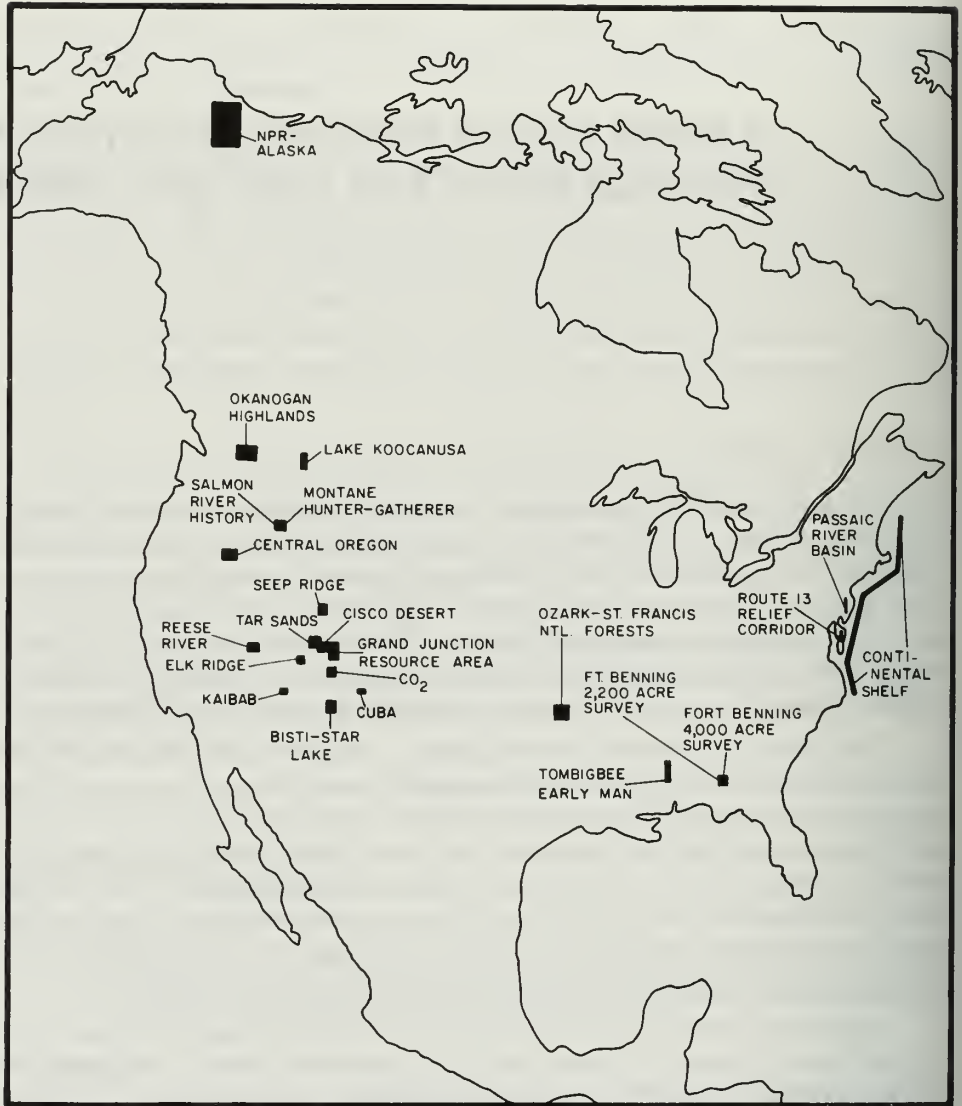 NPR-
ALASKA
OKANOGAN
HIGHLANDS
LAKE KOOCANUSA
SALMON
RIVER
HISTORY
MONTANE
HUNTER-GATHERER
CENTRAL OREGON
SEEP RIDGE
TAR SANDS
CISCO DESERT
REESE
RIVER
GRAND JUNCTION
RESOURCE AREA
ELK RIDGE
CO₂
KAIBAB
CUBA
BISTI-STAR
LAKE
OZARK-ST. FRANCIS
NTL. FORESTS
FT. BENNING
2,200 ACRE
SURVEY
FORT BENNING
4,000 ACRE
SURVEY
TOMBIGBEE
EARLY MAN
PASSAIC
RIVER
BASIN
ROUTE 13
RELIEF
CORRIDOR
CONTI-
NENTAL
SHELF